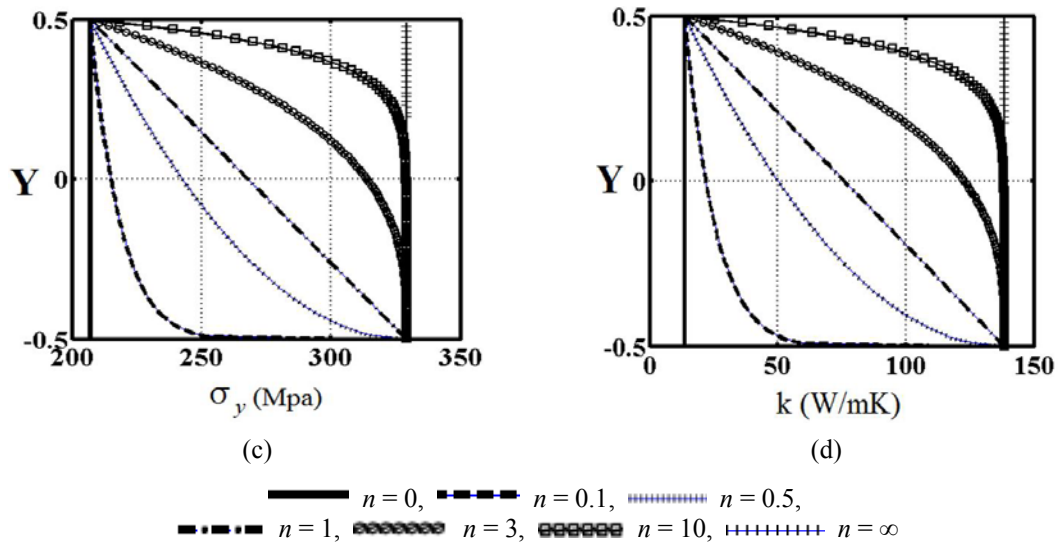 0.5
Y
0
-0.5
200 250 300 350
σ y (Mpa)
(c)
0.5
Y
0
-0.5
0 50 100 150
k (W/mK)
(d)
n = 0, n = 0.1, n = 0.5,
n = 1, n = 3, n = 10, n = ∞